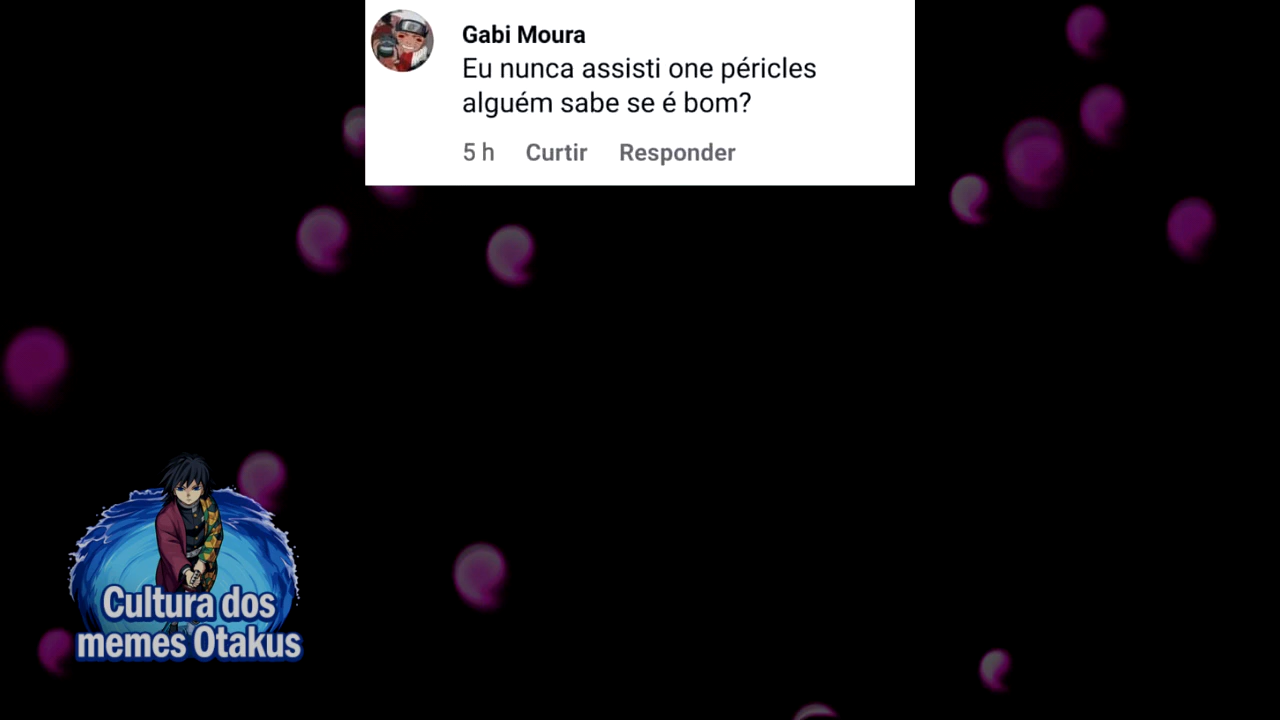 Gabi Moura
Eu nunca assisti one péricles
alguém sabe se é bom?
5 h Curtir Responder
Cultura dos
memes Otakus